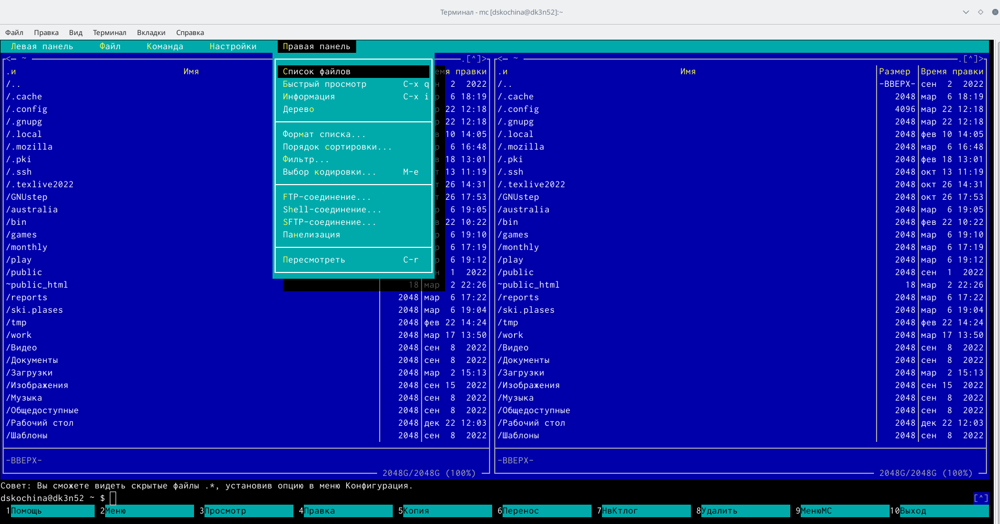 Терминал - mc [dskochina@dk3n52]:~
Файл Правка Вид Терминал Вкладки Справка
Левая панель Файл Команда Настройки Правая панель
<- ~ .[^]> <- ~ .[^]>
.и Имя правки .и Имя Размер Время правки
Список файлов
Быстрый просмотр C-x q
Информация C-x i
Дерево
Формат списка...
Порядок сортировки...
Фильтр...
Выбор кодировки... M-e
FTP-соединение...
Shell-соединение...
SFTP-соединение...
Панелизация
Пересмотреть C-r
/.. 2 2022 /.. -ВВЕРХ- сен 2 2022
/.cache 6 18:19 /.cache 2048 мар 6 18:19
/.config 22 12:18 /.config 4096 мар 22 12:18
/.gnupg 22 12:18 /.gnupg 2048 мар 22 12:18
/.local 10 14:05 /.local 2048 фев 10 14:05
/.mozilla 6 16:48 /.mozilla 2048 мар 6 16:48
/.pki 18 13:01 /.pki 2048 фев 18 13:01
/.ssh 13 11:19 /.ssh 2048 окт 13 11:19
/.texlive2022 26 14:31 /.texlive2022 2048 окт 26 14:31
/GNUstep 26 17:53 /GNUstep 2048 окт 26 17:53
/australia 6 19:05 /australia 2048 мар 6 19:05
/bin 22 10:22 /bin 2048 фев 22 10:22
/games 6 19:10 /games 2048 мар 6 19:10
/monthly 6 17:19 /monthly 2048 мар 6 17:19
/play 6 19:12 /play 2048 мар 6 19:12
/public 1 2022 /public 2048 сен 1 2022
~public_html 18 мар 2 22:26 ~public_html 18 мар 2 22:26
/reports 2048 мар 6 17:22 /reports 2048 мар 6 17:22
/ski.plases 2048 мар 6 19:04 /ski.plases 2048 мар 6 19:04
/tmp 2048 фев 22 14:24 /tmp 2048 фев 22 14:24
/work 2048 мар 17 13:50 /work 2048 мар 17 13:50
/Видео 2048 сен 8 2022 /Видео 2048 сен 8 2022
/Документы 2048 сен 8 2022 /Документы 2048 сен 8 2022
/Загрузки 2048 мар 2 15:13 /Загрузки 2048 мар 2 15:13
/Изображения 2048 сен 15 2022 /Изображения 2048 сен 15 2022
/Музыка 2048 сен 8 2022 /Музыка 2048 сен 8 2022
/Общедоступные 2048 сен 8 2022 /Общедоступные 2048 сен 8 2022
/Рабочий стол 2048 дек 22 12:03 /Рабочий стол 2048 дек 22 12:03
/Шаблоны 2048 сен 8 2022 /Шаблоны 2048 сен 8 2022
-ВВЕРХ- -ВВЕРХ-
2048G/2048G (100%) 2048G/2048G (100%)
Совет: Вы сможете видеть скрытые файлы .*, установив опцию в меню Конфигурация.
dskochina@dk3n52 ~ $ [^]
1Помощь 2Меню 3Просмотр 4Правка 5Копия 6Перенос 7НвКтлог 8Удалить 9МенюMC 10Выход